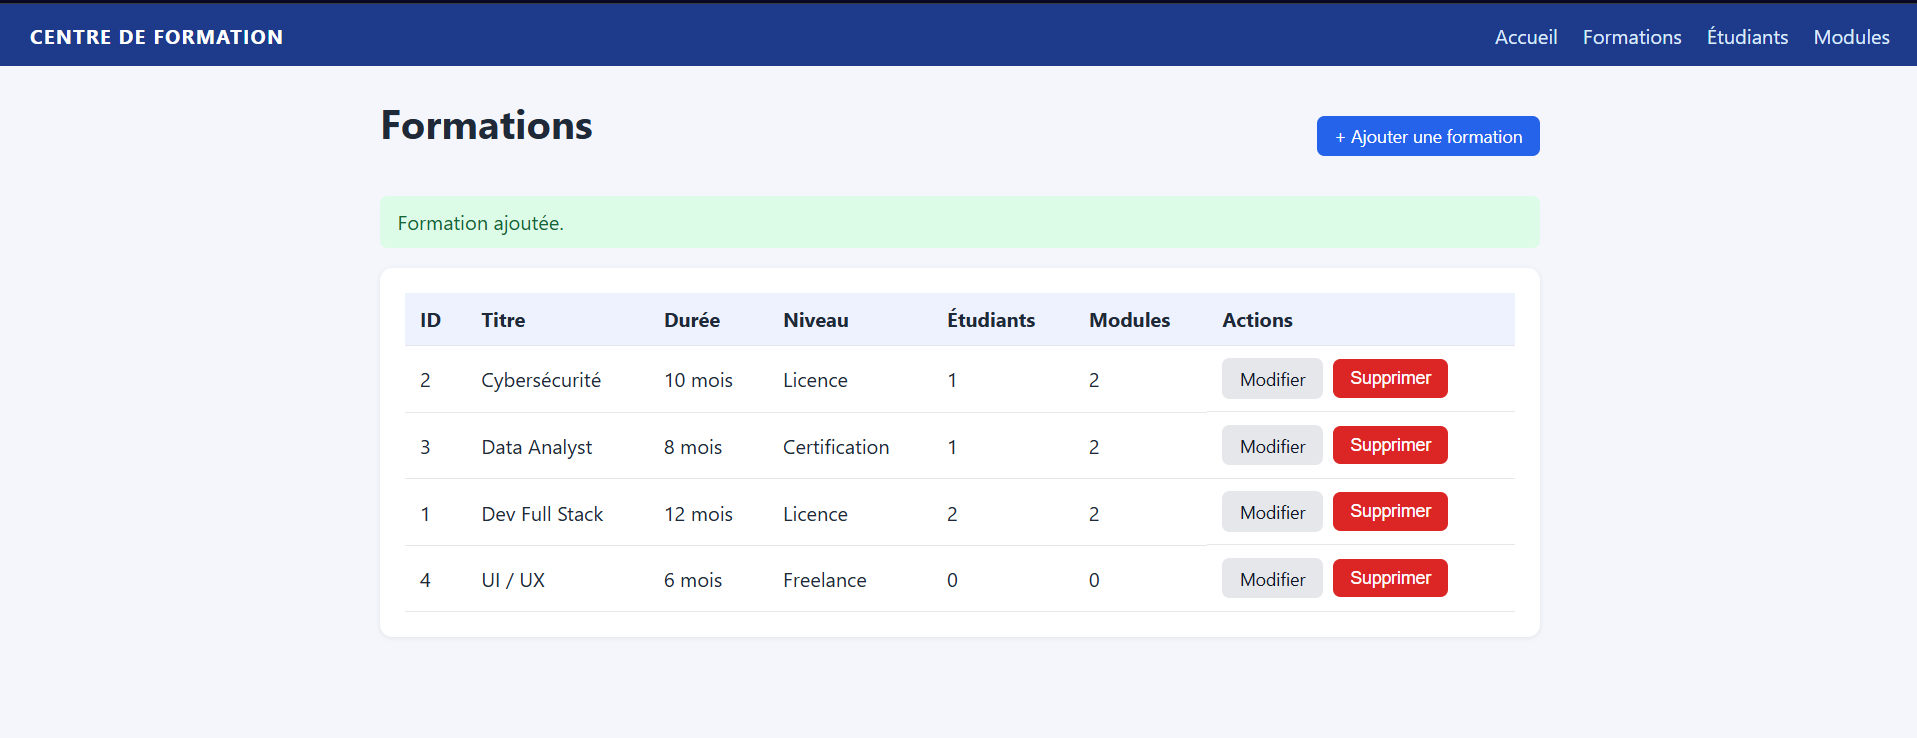 CENTRE DE FORMATION Accueil Formations Étudiants Modules
Formations
+ Ajouter une formation
Formation ajoutée.
ID Titre Durée Niveau Étudiants Modules Actions
2 Cybersécurité 10 mois Licence 1 2 Modifier Supprimer
3 Data Analyst 8 mois Certification 1 2 Modifier Supprimer
1 Dev Full Stack 12 mois Licence 2 2 Modifier Supprimer
4 UI / UX 6 mois Freelance 0 0 Modifier Supprimer